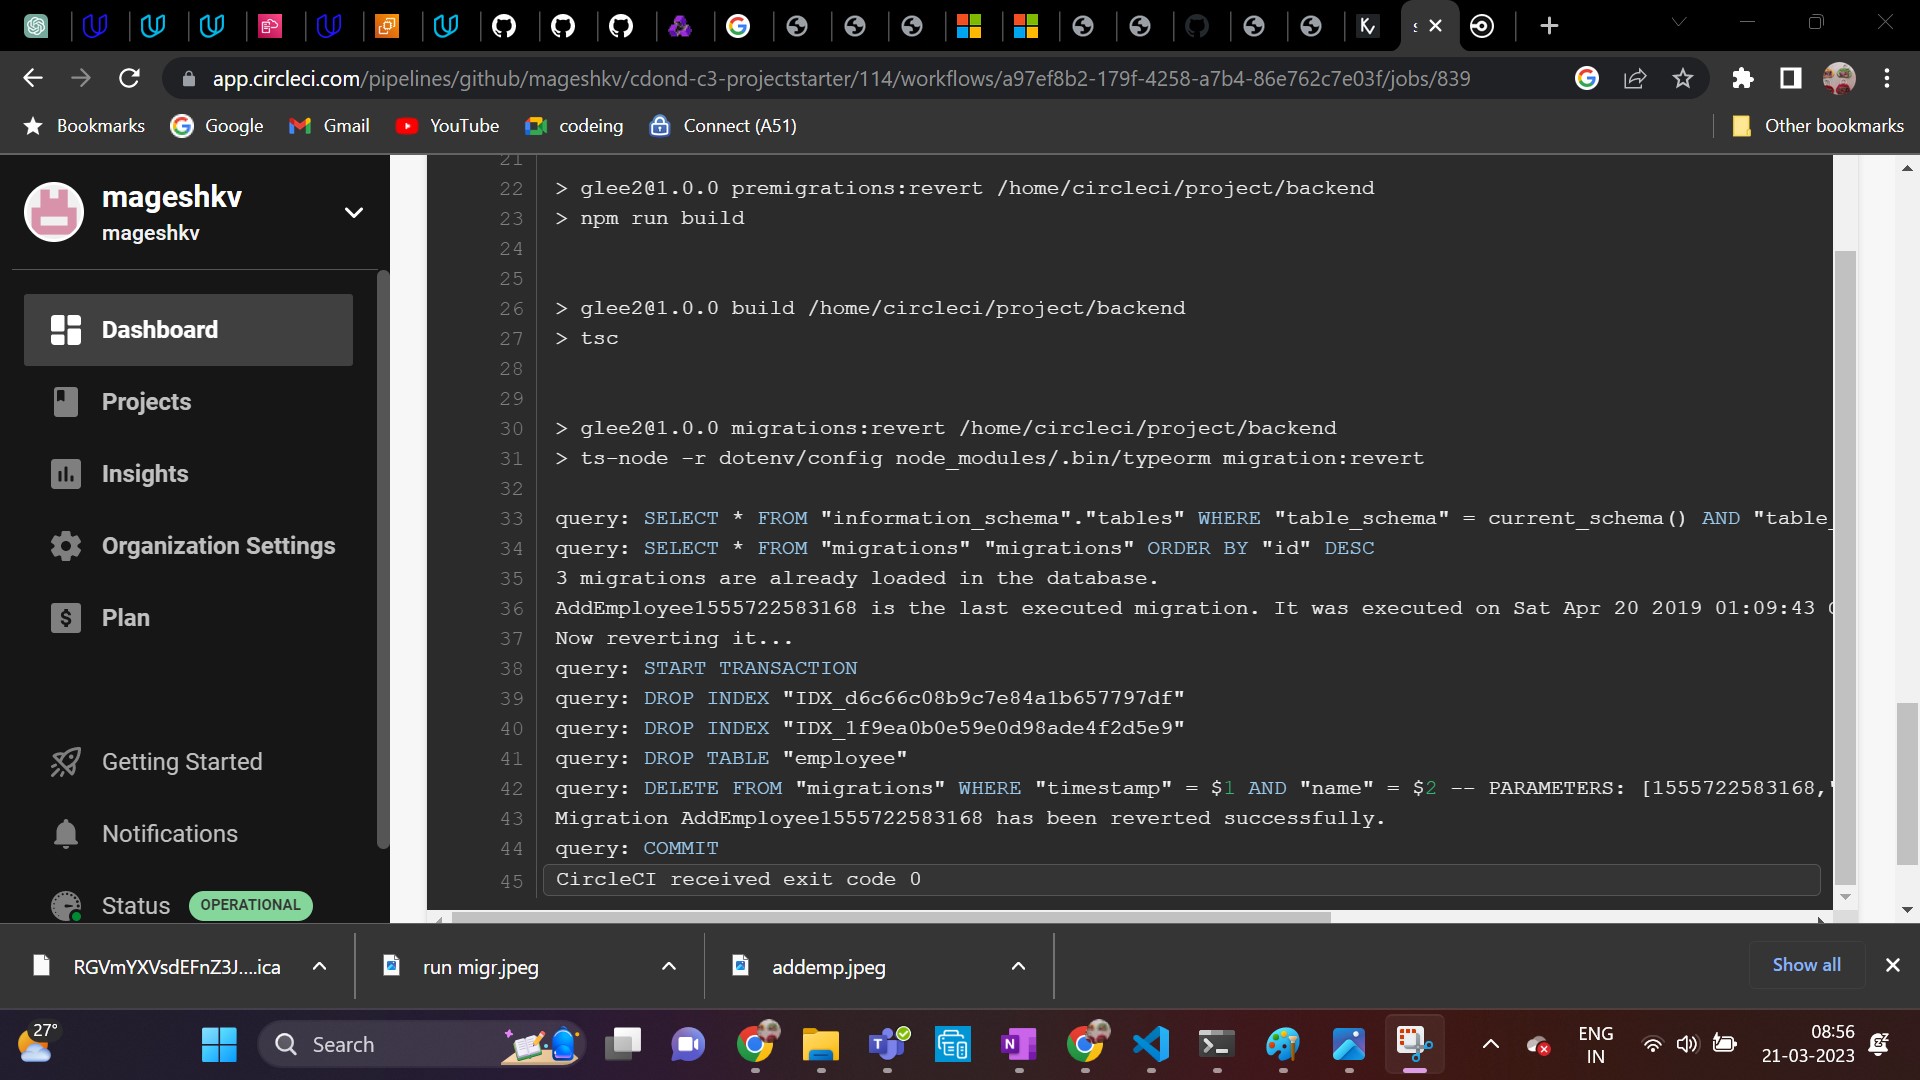 app.circleci.com/pipelines/github/mageshkv/cdond-c3-projectstarter/114/workflows/a97ef8b2-179f-4258-a7b4-86e762c7e03f/jobs/839
Bookmarks Google Gmail YouTube codeing Connect (A51) Other bookmarks
mageshkv
mageshkv
Dashboard
Projects
Insights
Organization Settings
Plan
Getting Started
Notifications
Status OPERATIONAL
21
22 > glee2@1.0.0 premigrations:revert /home/circleci/project/backend
23 > npm run build
24
25
26 > glee2@1.0.0 build /home/circleci/project/backend
27 > tsc
28
29
30 > glee2@1.0.0 migrations:revert /home/circleci/project/backend
31 > ts-node -r dotenv/config node_modules/.bin/typeorm migration:revert
32
33 query: SELECT * FROM "information_schema"."tables" WHERE "table_schema" = current_schema() AND "table_
34 query: SELECT * FROM "migrations" "migrations" ORDER BY "id" DESC
35 3 migrations are already loaded in the database.
36 AddEmployee1555722583168 is the last executed migration. It was executed on Sat Apr 20 2019 01:09:43
37 Now reverting it...
38 query: START TRANSACTION
39 query: DROP INDEX "IDX_d6c66c08b9c7e84a1b657797df"
40 query: DROP INDEX "IDX_1f9ea0b0e59e0d98ade4f2d5e9"
41 query: DROP TABLE "employee"
42 query: DELETE FROM "migrations" WHERE "timestamp" = $1 AND "name" = $2 -- PARAMETERS: [1555722583168,"
43 Migration AddEmployee1555722583168 has been reverted successfully.
44 query: COMMIT
45 CircleCI received exit code 0
RGVmYXVsdEFnZ3J....ica run migr.jpeg addemp.jpeg Show all
27° Search ENG IN 08:56
21-03-2023